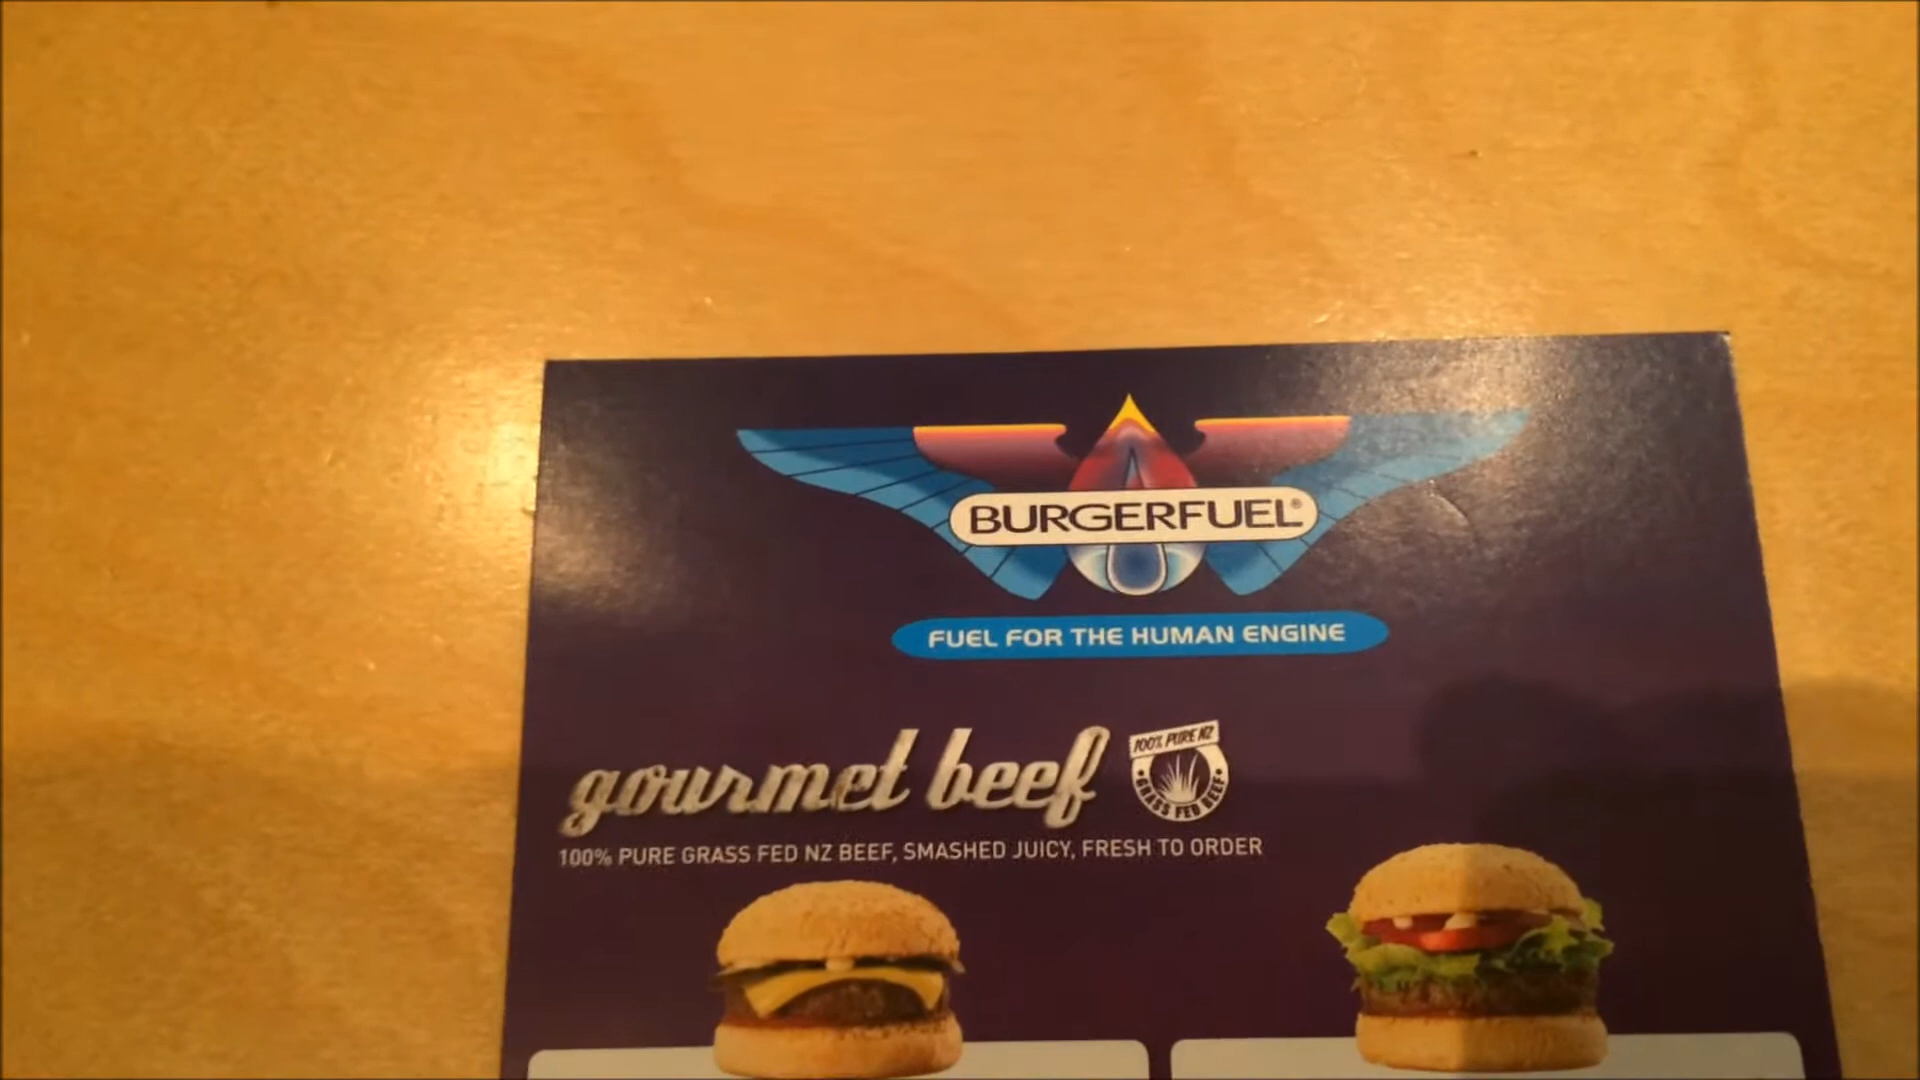 BURGERFUEL®
FUEL FOR THE HUMAN ENGINE
gourmet beef
100% PURE NZ
•GRASS FED BEEF•
100% PURE GRASS FED NZ BEEF, SMASHED JUICY, FRESH TO ORDER